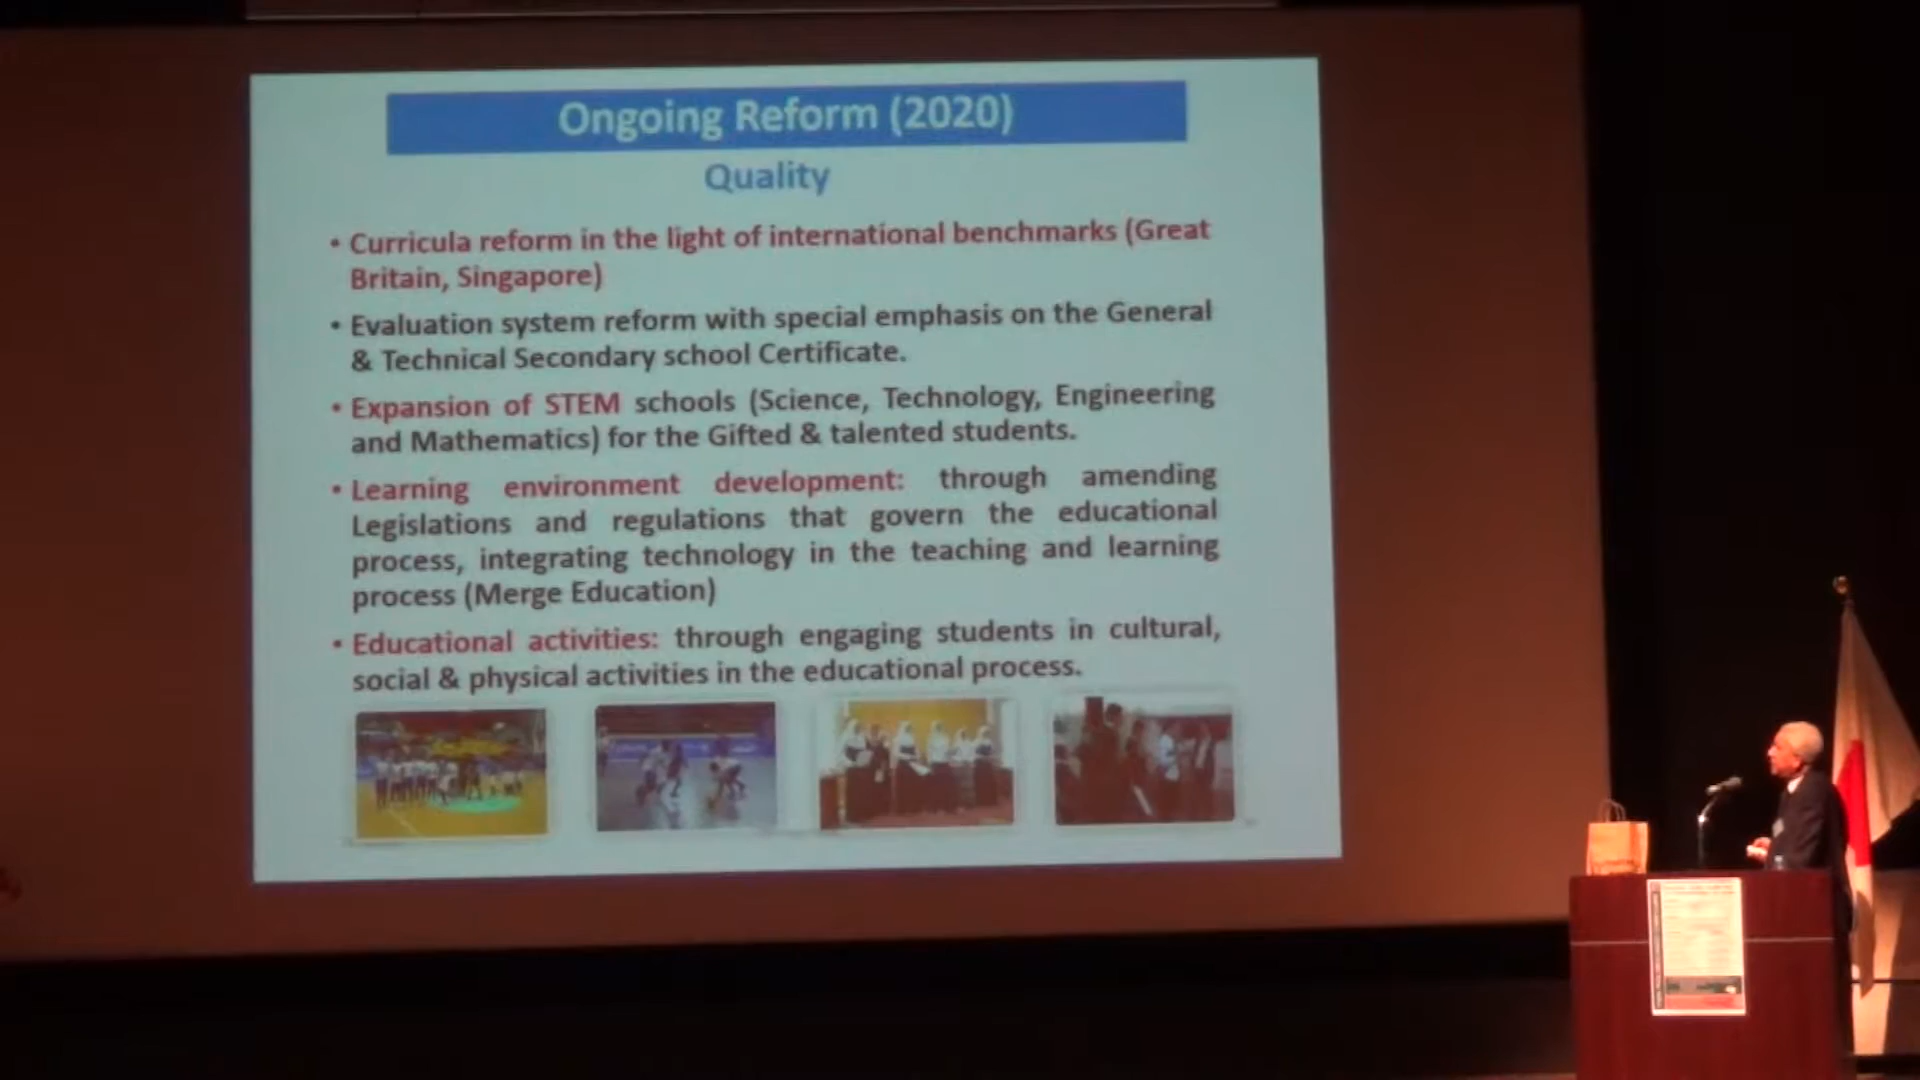 Ongoing Reform (2020)
Quality
• Curricula reform in the light of international benchmarks (Great
Britain, Singapore)
• Evaluation system reform with special emphasis on the General
& Technical Secondary school Certificate.
• Expansion of STEM schools (Science, Technology, Engineering
and Mathematics) for the Gifted & talented students.
• Learning environment development: through amending
Legislations and regulations that govern the educational
process, integrating technology in the teaching and learning
process (Merge Education)
• Educational activities: through engaging students in cultural,
social & physical activities in the educational process.